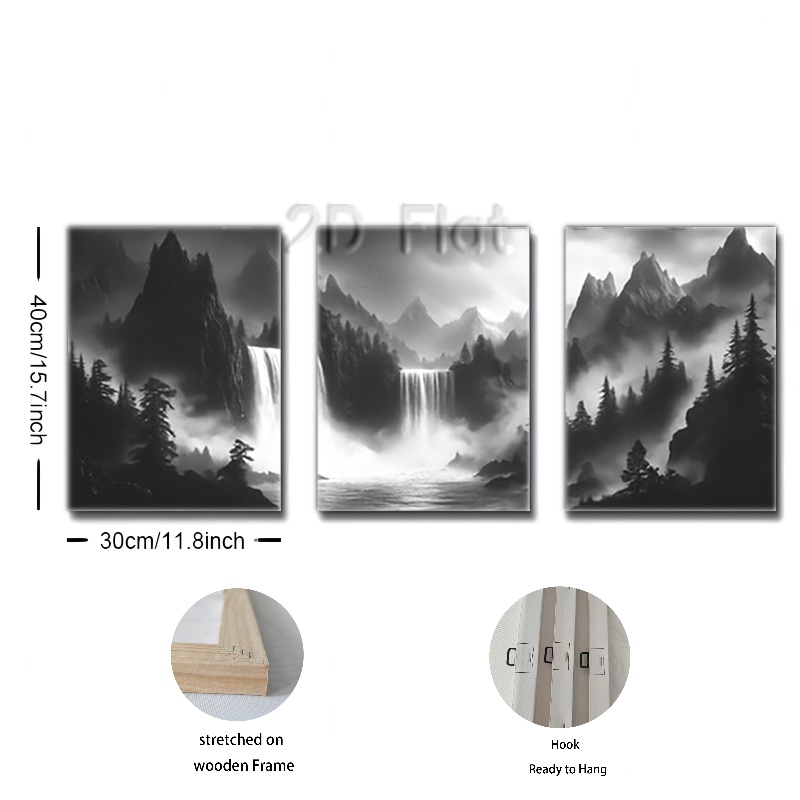 2D Flat.
40cm/15.7inch
30cm/11.8inch
stretched on
wooden Frame
Hook
Ready to Hang